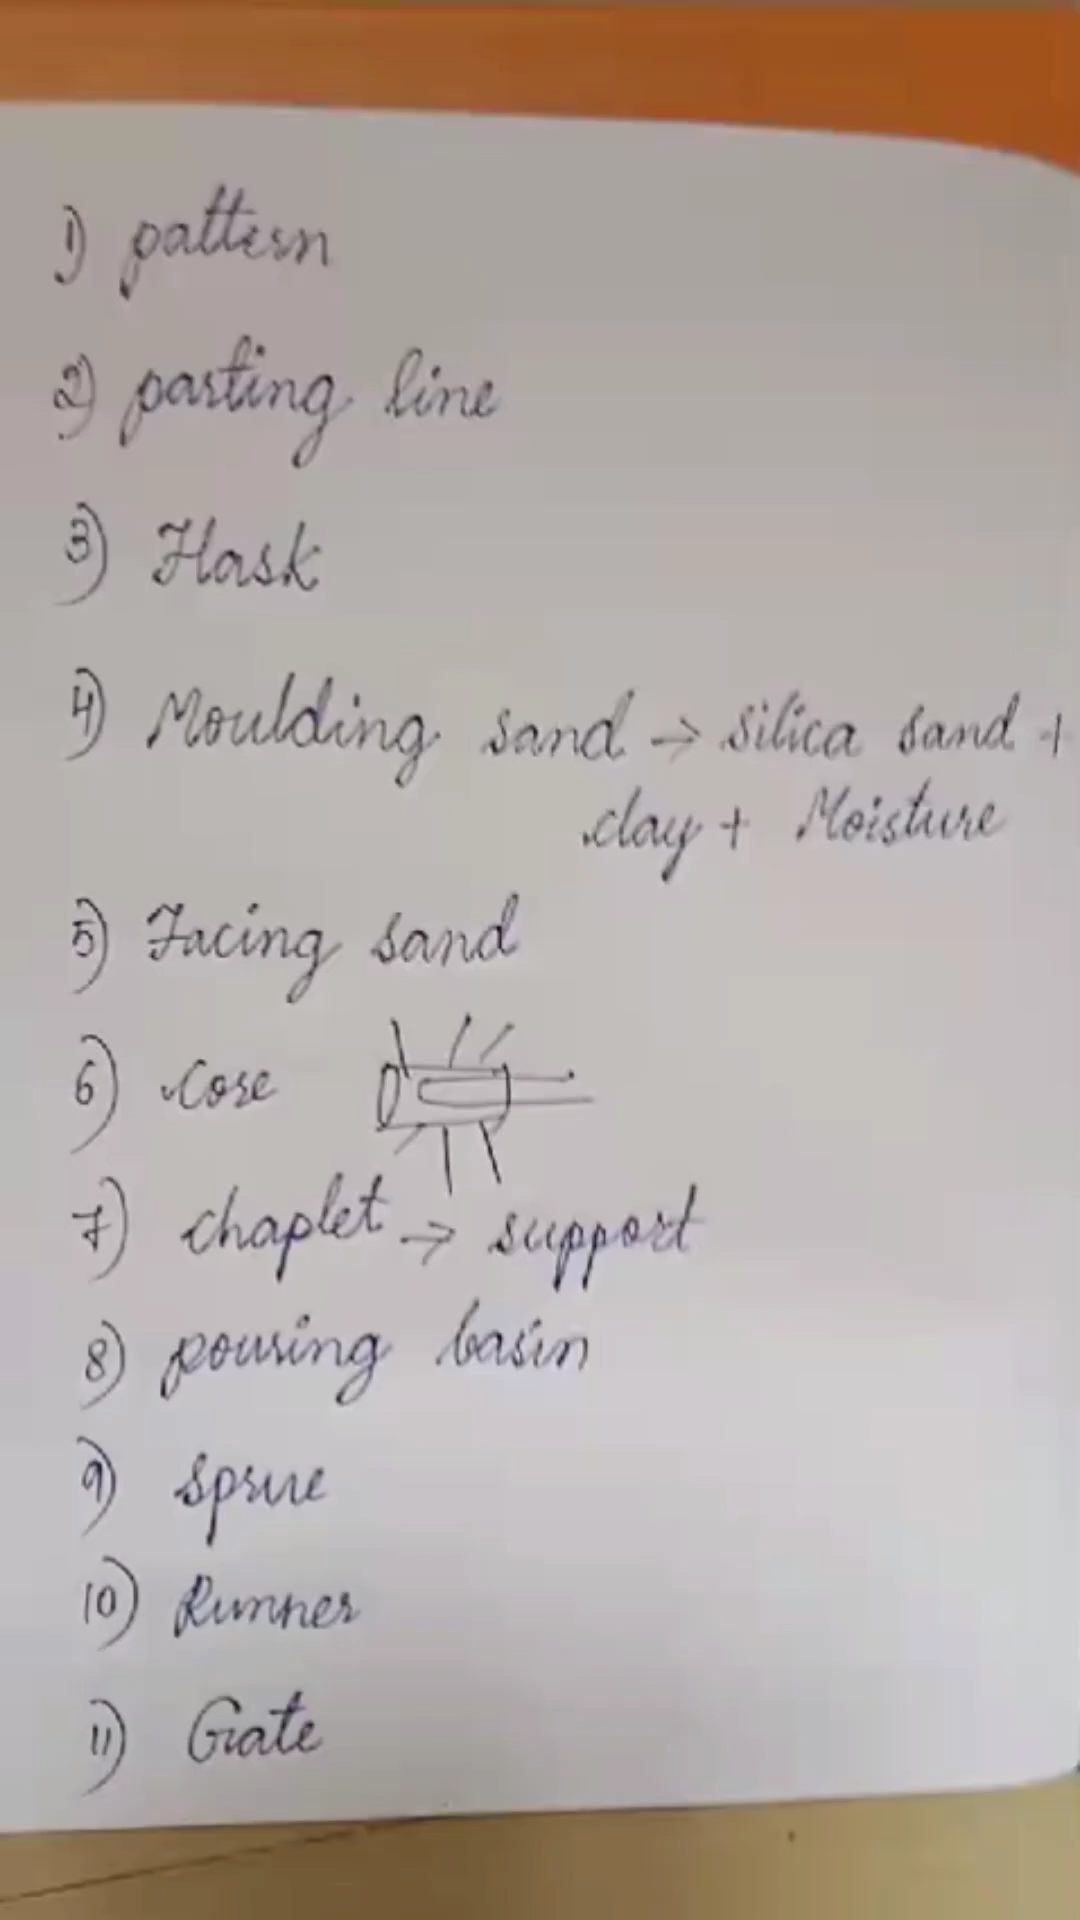 1) pattern
2) parting line
3) Flask
4) Moulding sand → silica sand +
clay + Moisture
5) Facing sand
6) Core
7) chaplet → support
8) pouring basin
9) sprue
10) Runner
11) Gate